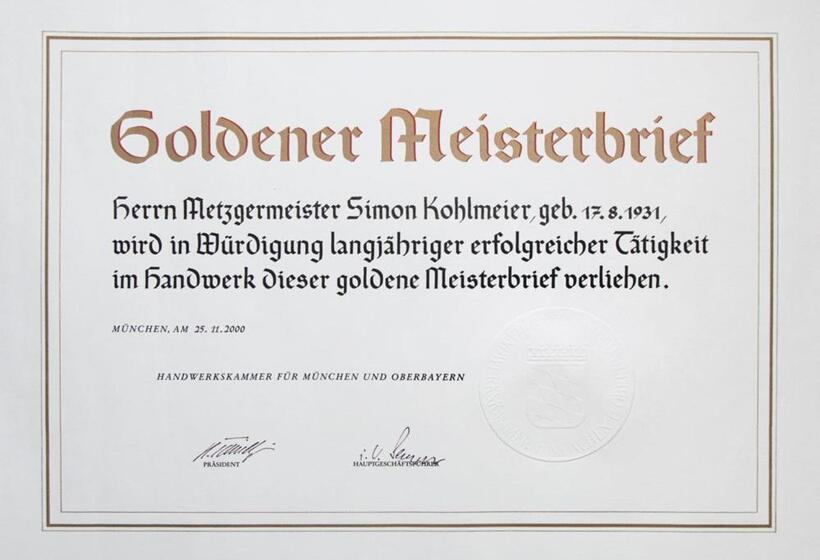 Goldener Meisterbrief
Herrn Metzgermeister Simon Kohlmeier, geb. 17.8.1931,
wird in Würdigung langjähriger erfolgreicher Tätigkeit
im Handwerk dieser goldene Meisterbrief verliehen.
MÜNCHEN, AM 25.11.2000
HANDWERKSKAMMER FÜR MÜNCHEN UND OBERBAYERN
i.V.
PRÄSIDENT
HAUPTGESCHÄFTSFÜHRER